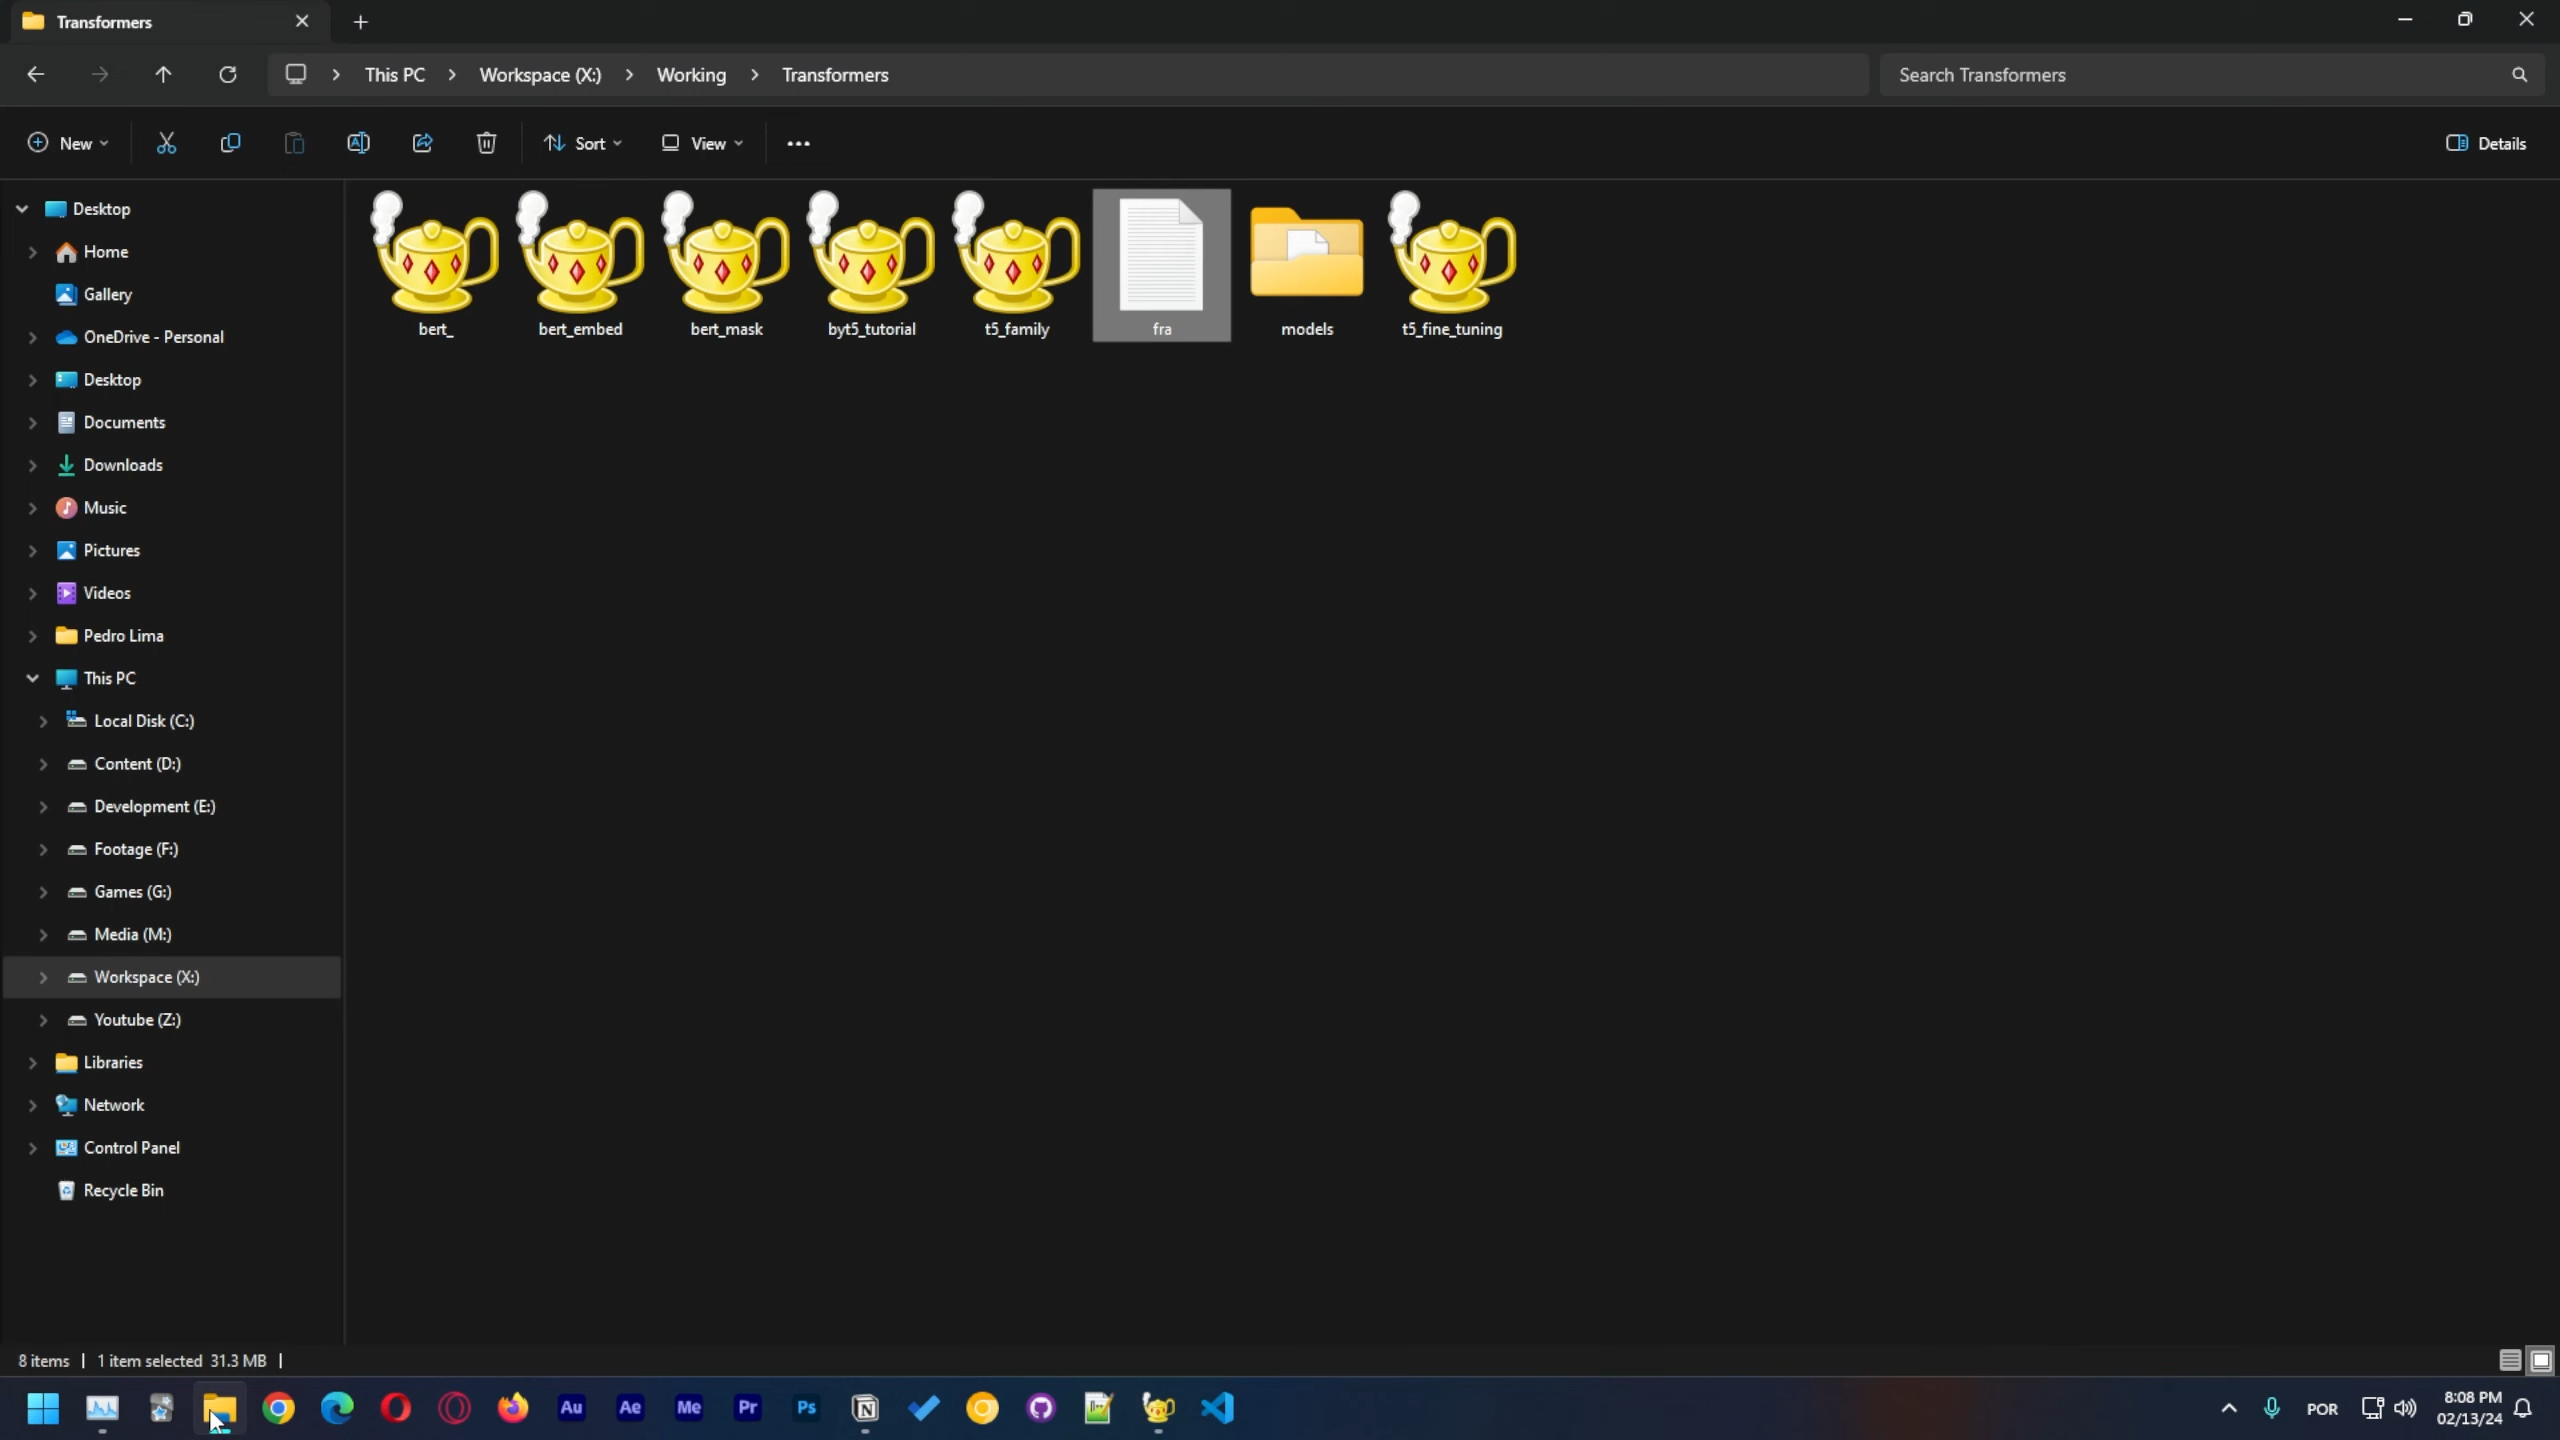 Transformers
This PC > Workspace (X:) > Working > Transformers
Search Transformers
New
Sort
View
Details
Desktop
Home
Gallery
OneDrive - Personal
Desktop
Documents
Downloads
Music
Pictures
Videos
Pedro Lima
This PC
Local Disk (C:)
Content (D:)
Development (E:)
Footage (F:)
Games (G:)
Media (M:)
Workspace (X:)
Youtube (Z:)
Libraries
Network
Control Panel
Recycle Bin
bert_ bert_embed bert_mask byt5_tutorial t5_family fra models t5_fine_tuning
8 items | 1 item selected 31.3 MB |
Au Ae Me Pr Ps N
POR
8:08 PM
02/13/24